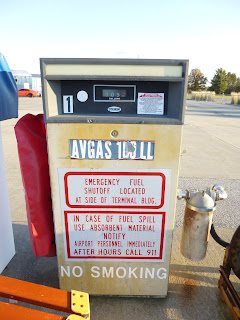 1
AVGAS 100LL
EMERGENCY FUEL
SHUTOFF LOCATED
AT SIDE OF TERMINAL BLDG.
IN CASE OF FUEL SPILL
USE ABSORBENT MATERIAL
NOTIFY
AIRPORT PERSONNEL IMMEDIATELY
AFTER HOURS CALL 911
NO SMOKING